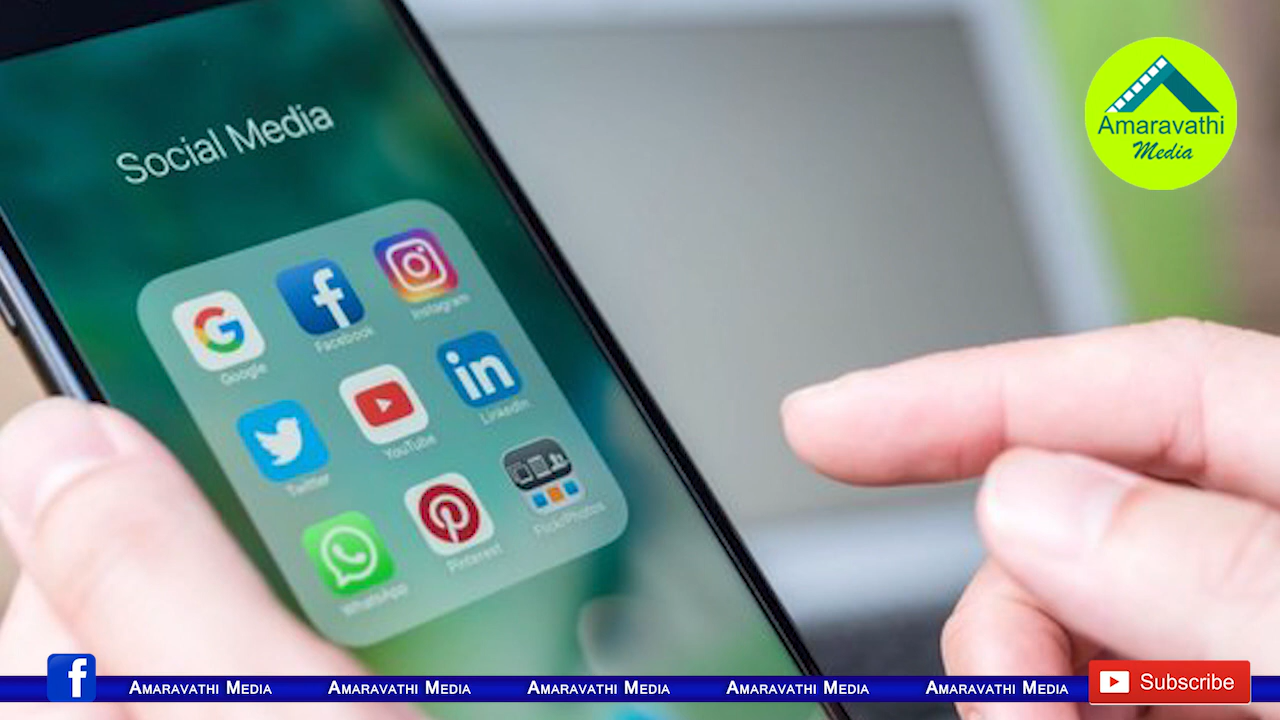 Social Media
Google
Facebook
Instagram
Twitter
YouTube
LinkedIn
WhatsApp
Pinterest
FlickrPhotos
Amaravathi
Media
Amaravathi Media Amaravathi Media Amaravathi Media Amaravathi Media Amaravathi Media
Subscribe